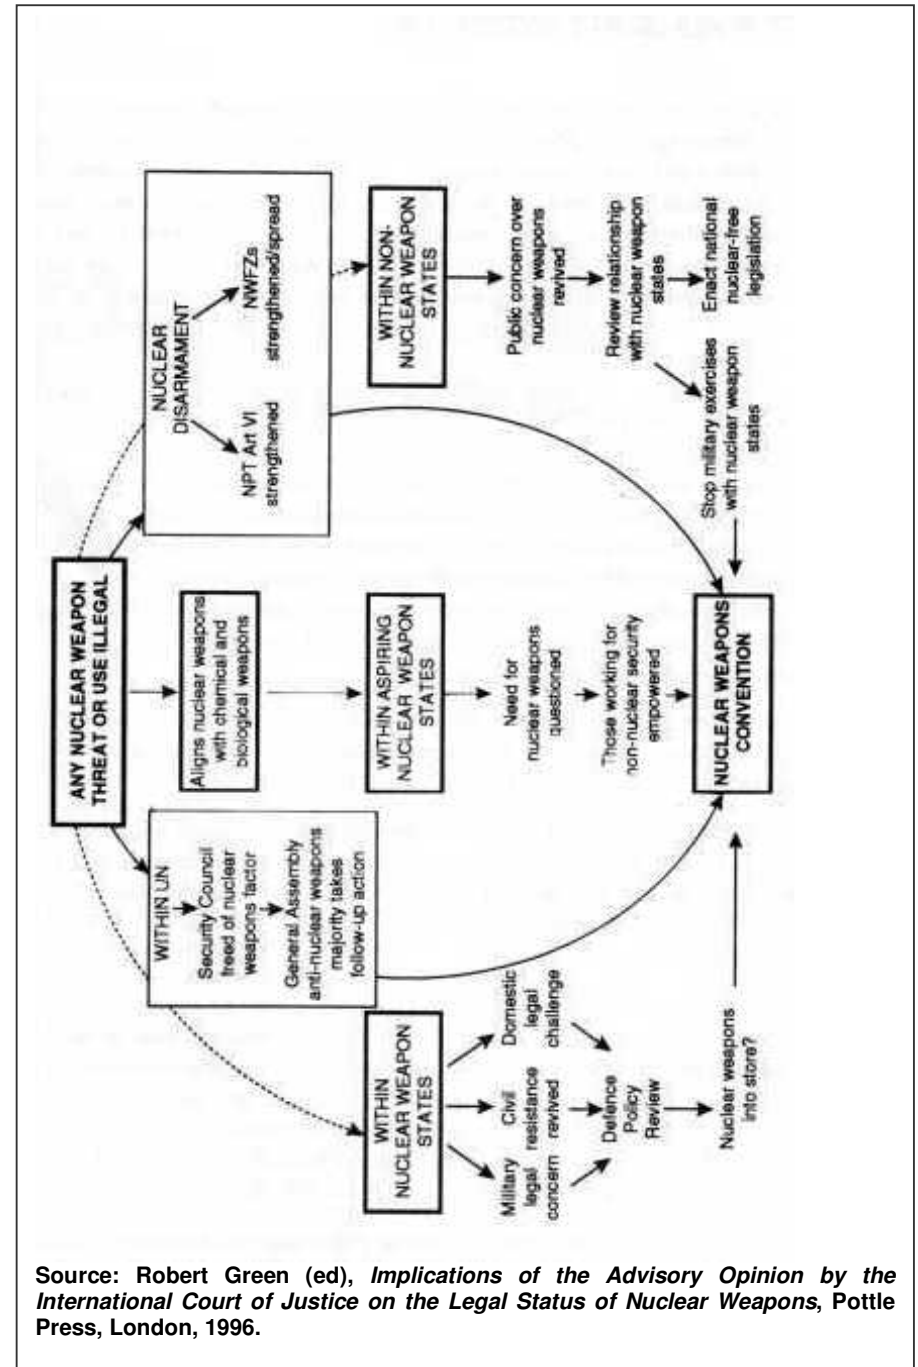 ANY NUCLEAR WEAPON
THREAT OR USE ILLEGAL
WITHIN UN
Security Council
freed of nuclear
weapons factor
General Assembly
anti-nuclear weapons
majority takes
follow-up action
Aligns nuclear weapons
with chemical and
biological weapons
NUCLEAR
DISARMAMENT
NPT Art VI
strengthened
NWFZs
strengthened/spread
WITHIN
NUCLEAR WEAPON
STATES
Military
legal
concern
Civil
resistance
revived
Domestic
legal
challenge
Defence
Policy
Review
Nuclear weapons
into store?
WITHIN ASPIRING
NUCLEAR WEAPON
STATES
Need for
nuclear weapons
questioned
Those working for
non-nuclear security
empowered
WITHIN NON-
NUCLEAR WEAPON
STATES
Public concern over
nuclear weapons
revived
Review relationship
with nuclear weapon
states
Stop military exercises
with nuclear weapon
states
Enact national
nuclear-free
legislation
NUCLEAR WEAPONS
CONVENTION
Source: Robert Green (ed), Implications of the Advisory Opinion by the
International Court of Justice on the Legal Status of Nuclear Weapons, Pottle
Press, London, 1996.